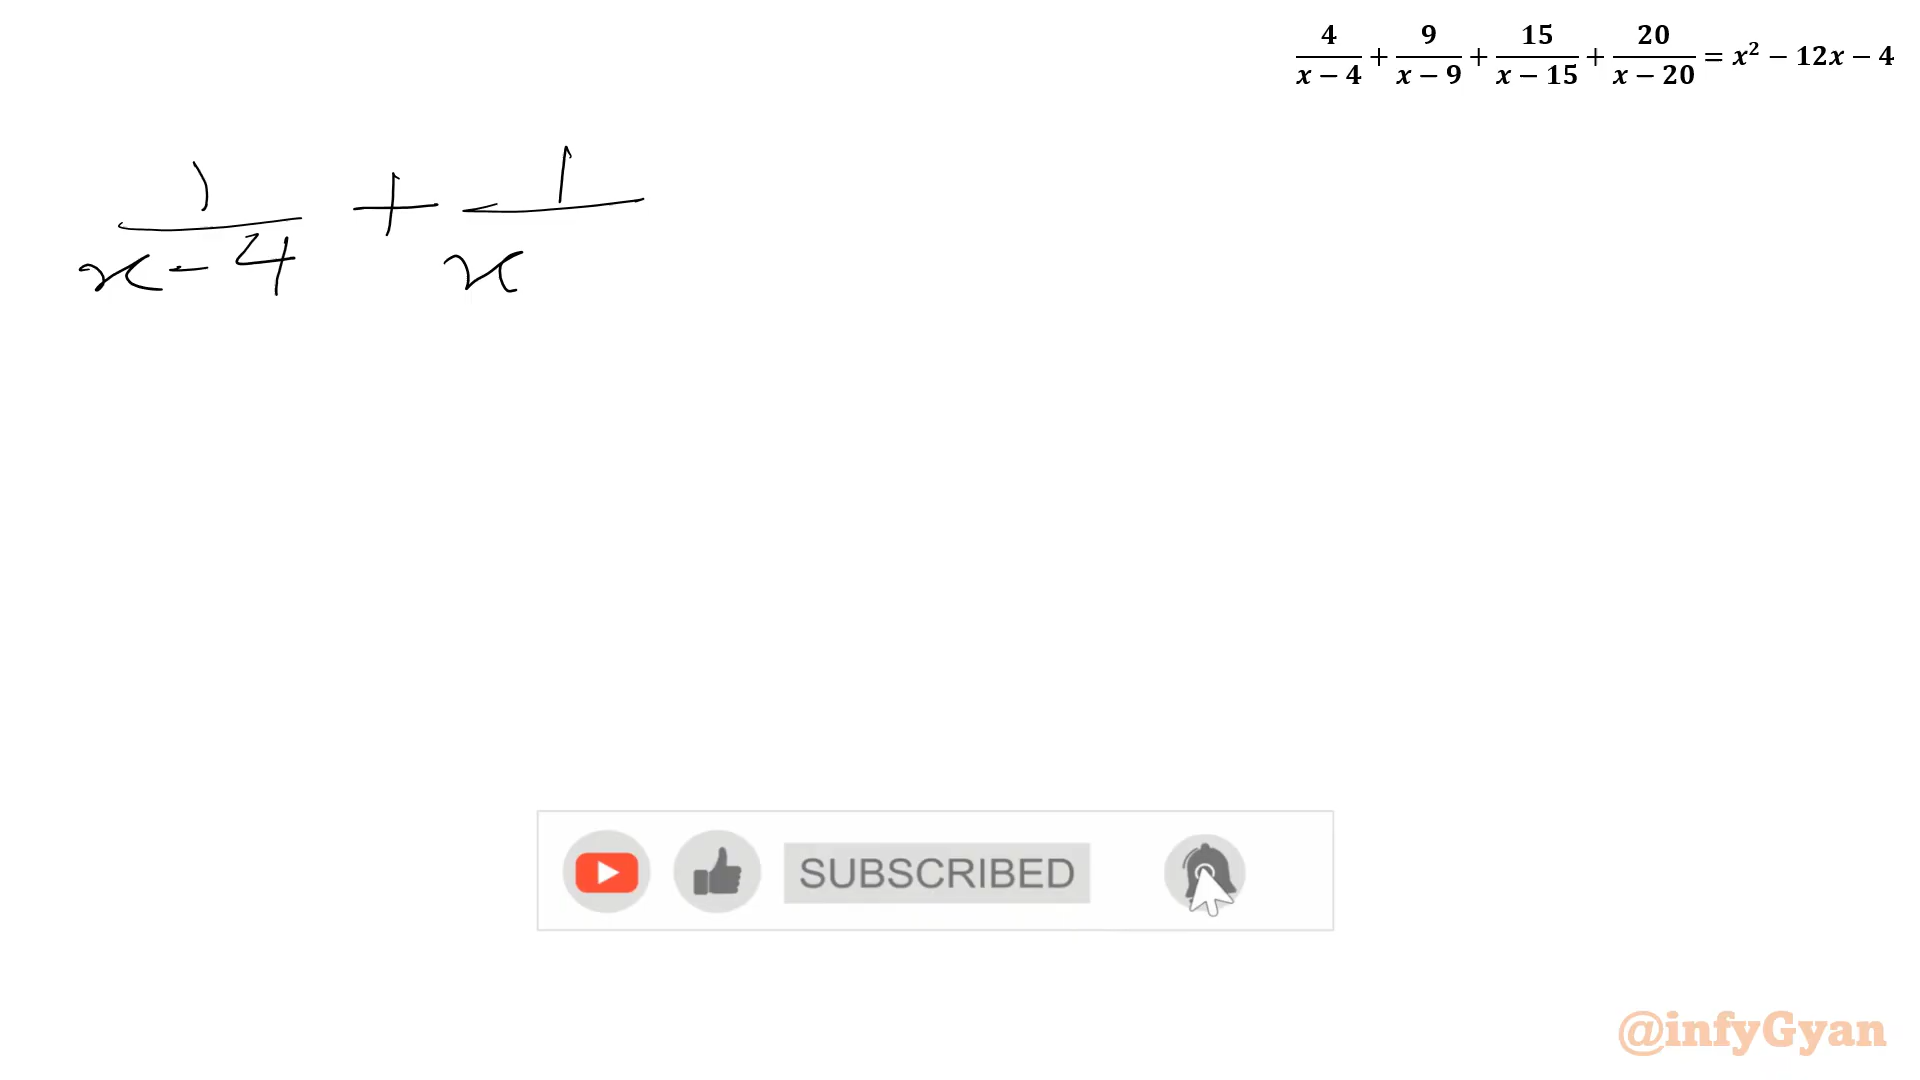 4/(x − 4) + 9/(x − 9) + 15/(x − 15) + 20/(x − 20) = x² − 12x − 4
1/(x - 4) + 1/x
SUBSCRIBED
@infyGyan